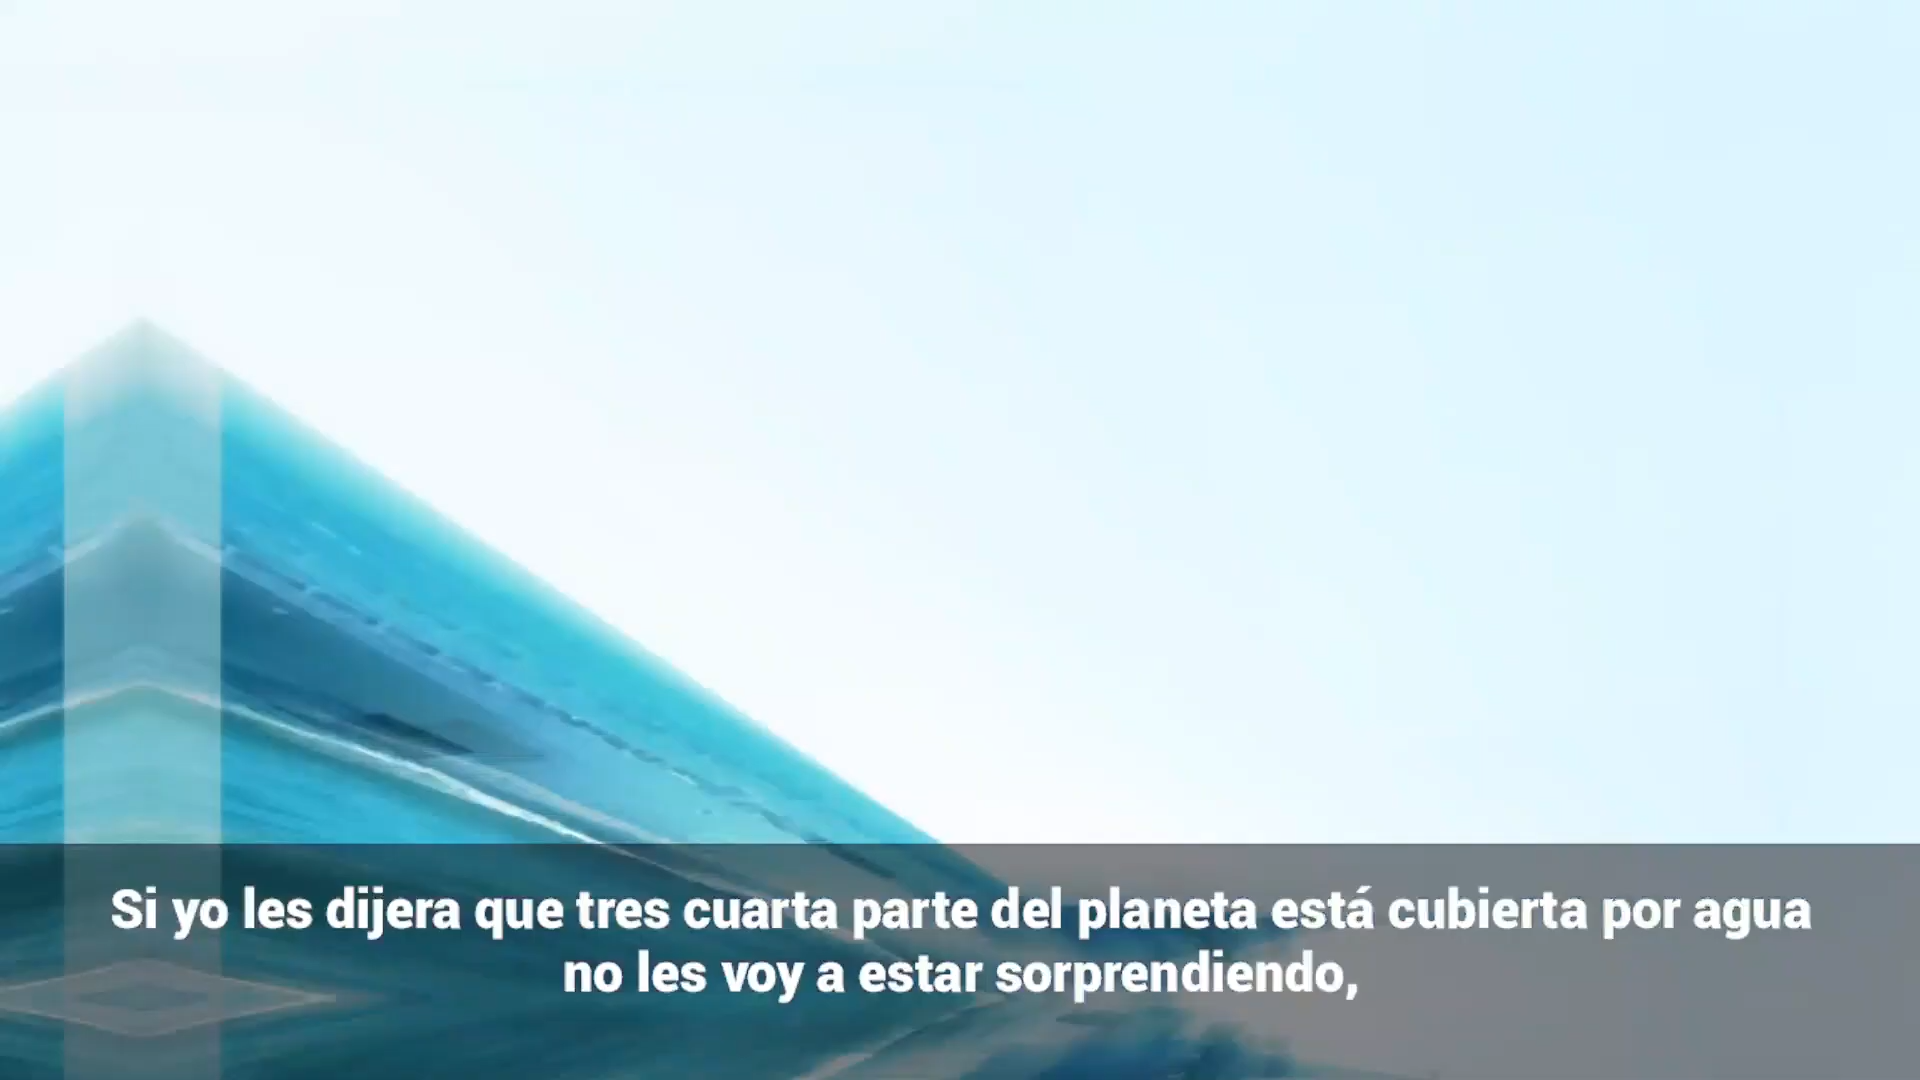 Si yo les dijera que tres cuarta parte del planeta está cubierta por agua
no les voy a estar sorprendiendo,